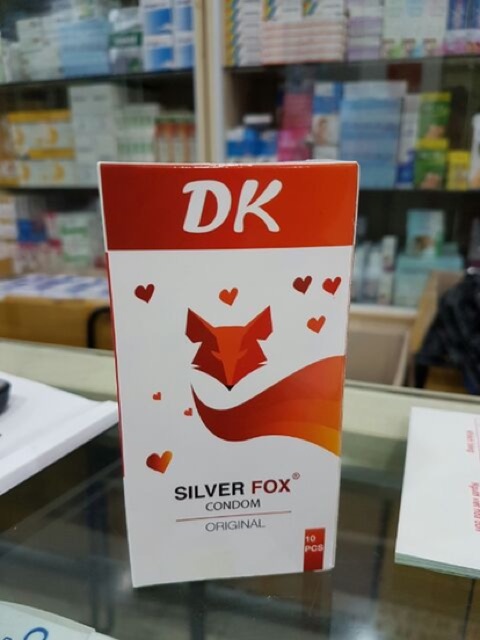 DK
SILVER FOX®
CONDOM
ORIGINAL
10
PCS